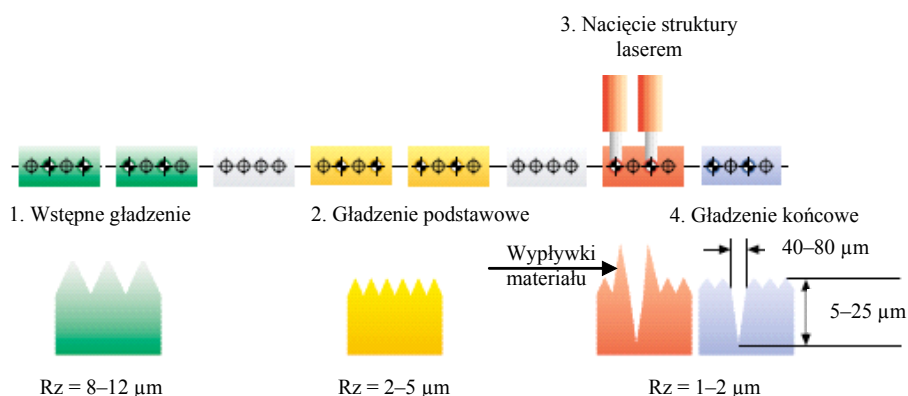 3. Nacięcie struktury
laserem
1. Wstępne gładzenie
2. Gładzenie podstawowe
4. Gładzenie końcowe
Wypływki
materiału
40–80 µm
5–25 µm
Rz = 8–12 µm
Rz = 2–5 µm
Rz = 1–2 µm